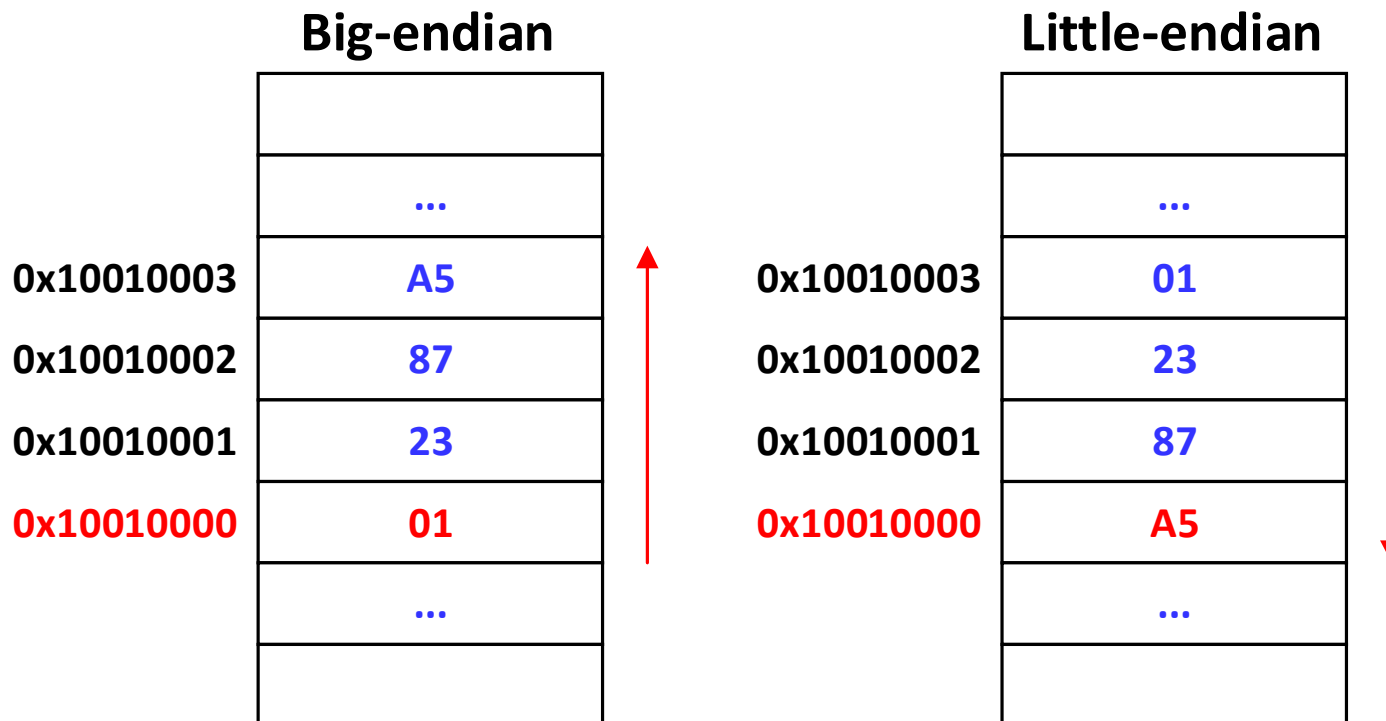 Big-endian Little-endian
... ...
0x10010003 A5 0x10010003 01
0x10010002 87 0x10010002 23
0x10010001 23 0x10010001 87
0x10010000 01 0x10010000 A5
... ...